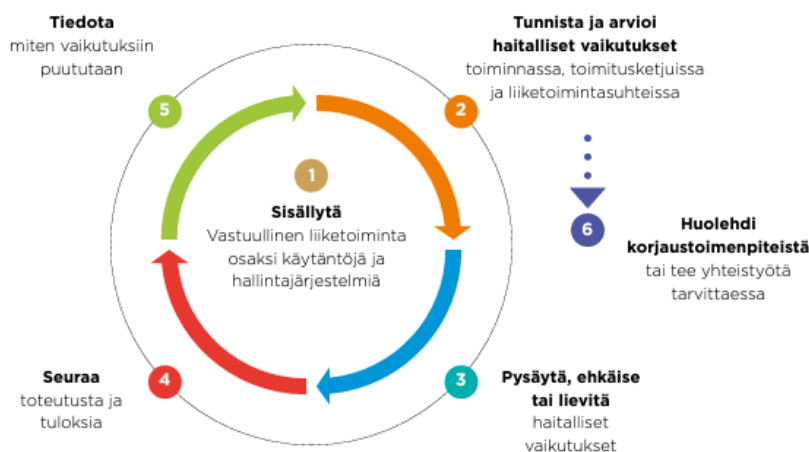 1
Sisällytä
Vastuullinen liiketoiminta
osaksi käytäntöjä ja
hallintajärjestelmiä
2
Tunnista ja arvioi
haitalliset vaikutukset
toiminnassa, toimitusketjuissa
ja liiketoimintasuhteissa
3
Pysäytä, ehkäise
tai lievitä
haitalliset
vaikutukset
4
Seuraa
toteutusta ja
tuloksia
5
Tiedota
miten vaikutuksiin
puututaan
6
Huolehdi
korjaustoimenpiteistä
tai tee yhteistyötä
tarvittaessa